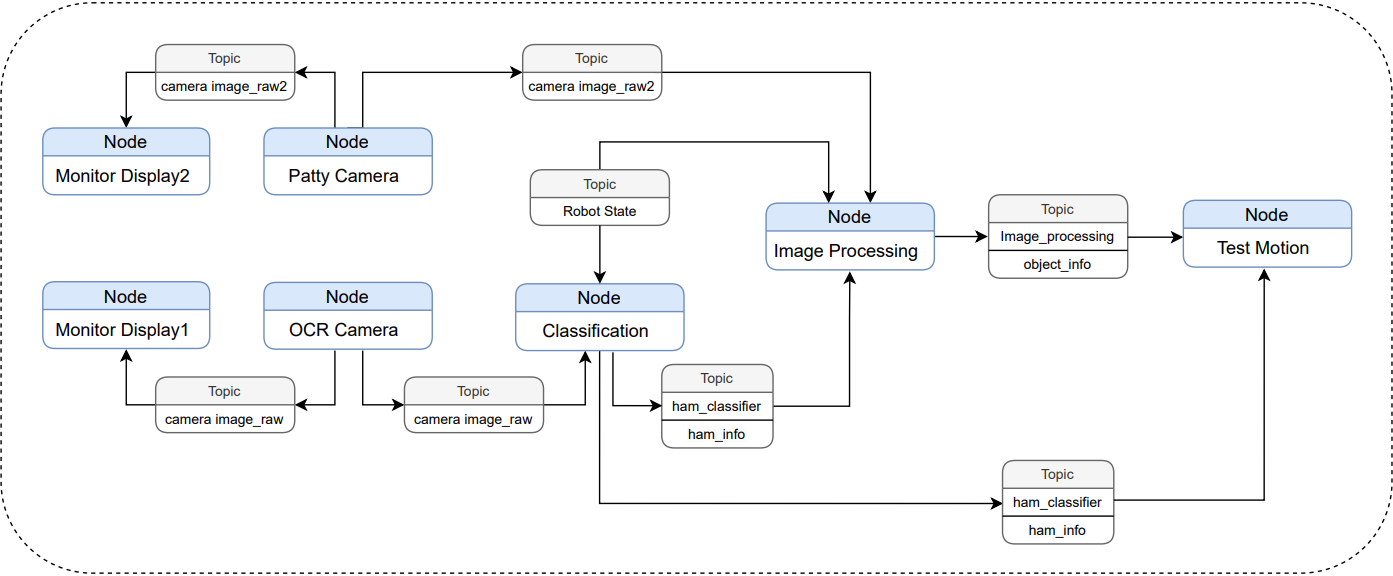 Topic
camera image_raw2
Topic
camera image_raw2
Node
Monitor Display2
Node
Patty Camera
Topic
Robot State
Node
Image Processing
Topic
Image_processing
object_info
Node
Test Motion
Node
Monitor Display1
Node
OCR Camera
Node
Classification
Topic
camera image_raw
Topic
camera image_raw
Topic
ham_classifier
ham_info
Topic
ham_classifier
ham_info